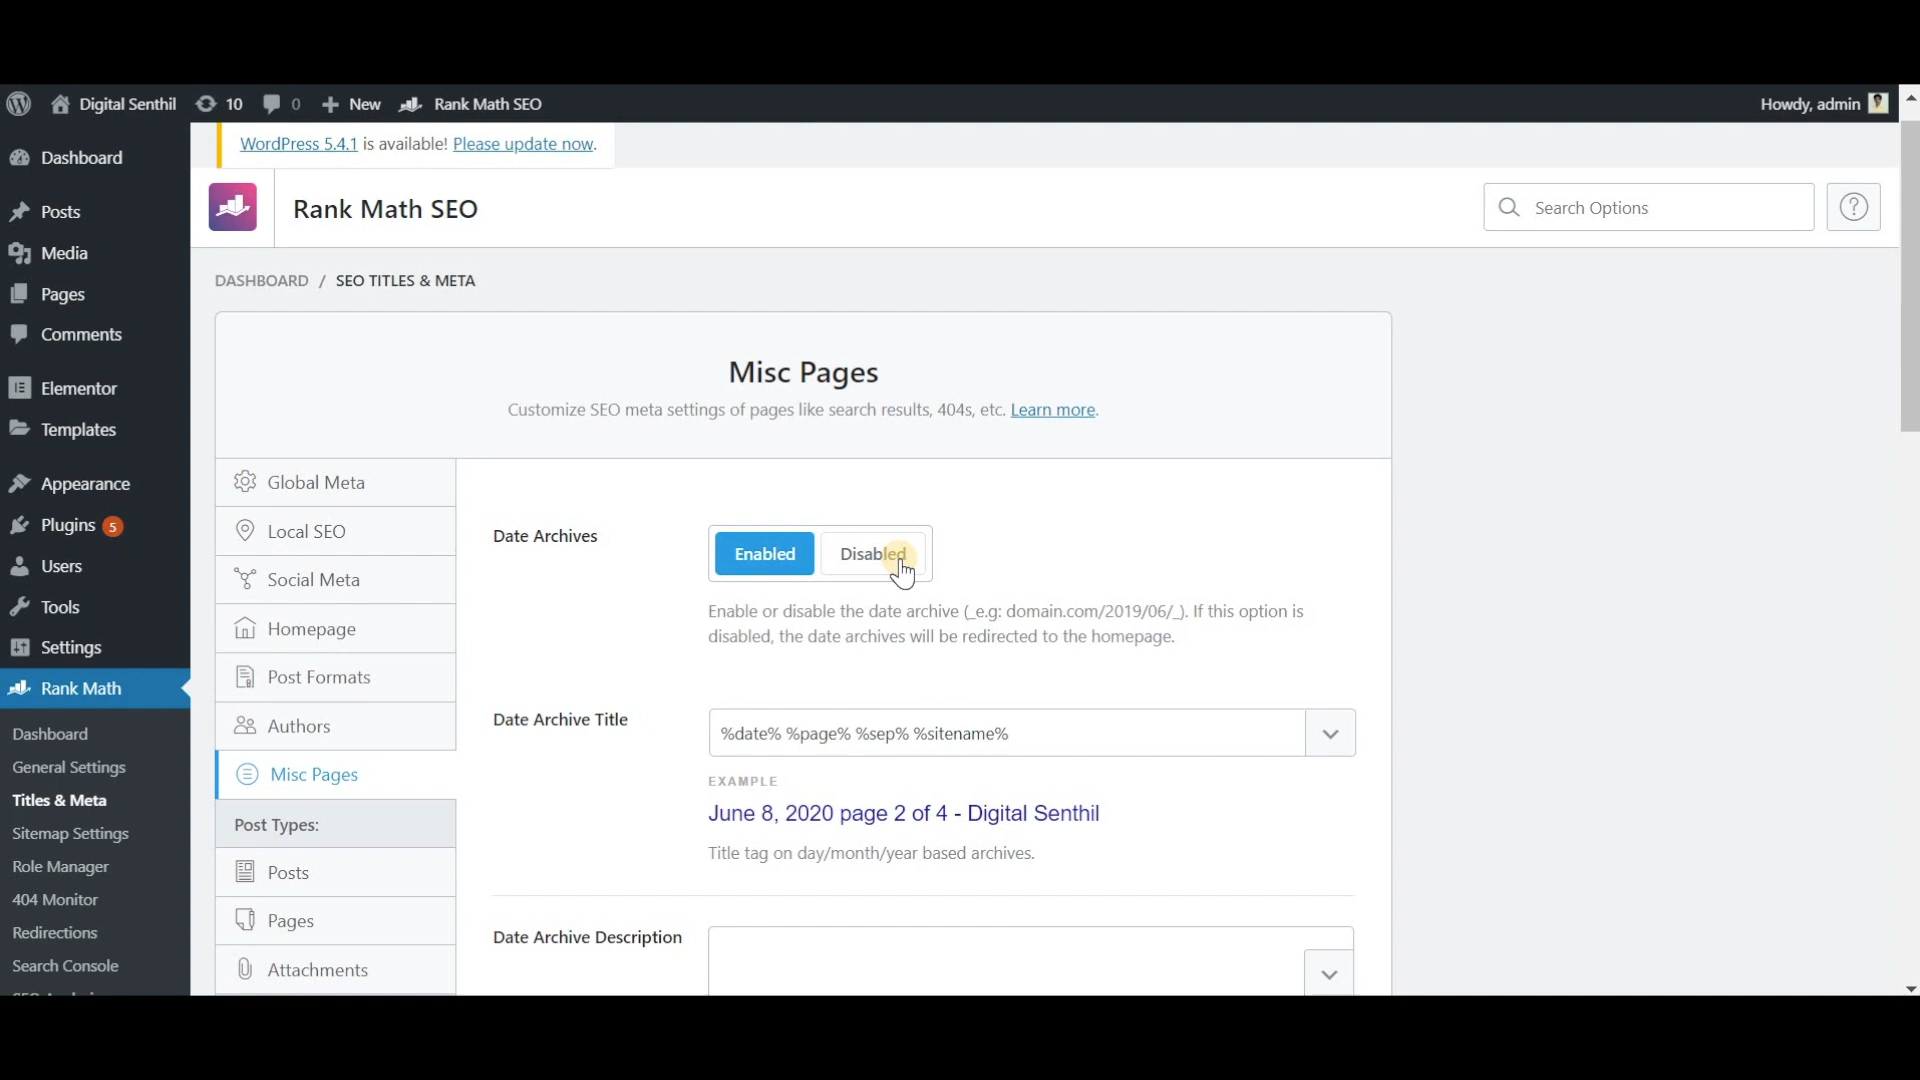 Digital Senthil 10 0 New Rank Math SEO Howdy, admin
WordPress 5.4.1 is available! Please update now.
Dashboard
Posts
Media
Pages
Comments
Elementor
Templates
Appearance
Plugins 5
Users
Tools
Settings
Rank Math
Dashboard
General Settings
Titles & Meta
Sitemap Settings
Role Manager
404 Monitor
Redirections
Search Console
Rank Math SEO
Search Options
?
DASHBOARD / SEO TITLES & META
Misc Pages
Customize SEO meta settings of pages like search results, 404s, etc. Learn more.
Global Meta
Local SEO
Social Meta
Homepage
Post Formats
Authors
Misc Pages
Post Types:
Posts
Pages
Attachments
Date Archives
Enabled Disabled
Enable or disable the date archive (_e.g: domain.com/2019/06/_). If this option is
disabled, the date archives will be redirected to the homepage.
Date Archive Title
%date% %page% %sep% %sitename%
EXAMPLE
June 8, 2020 page 2 of 4 - Digital Senthil
Title tag on day/month/year based archives.
Date Archive Description